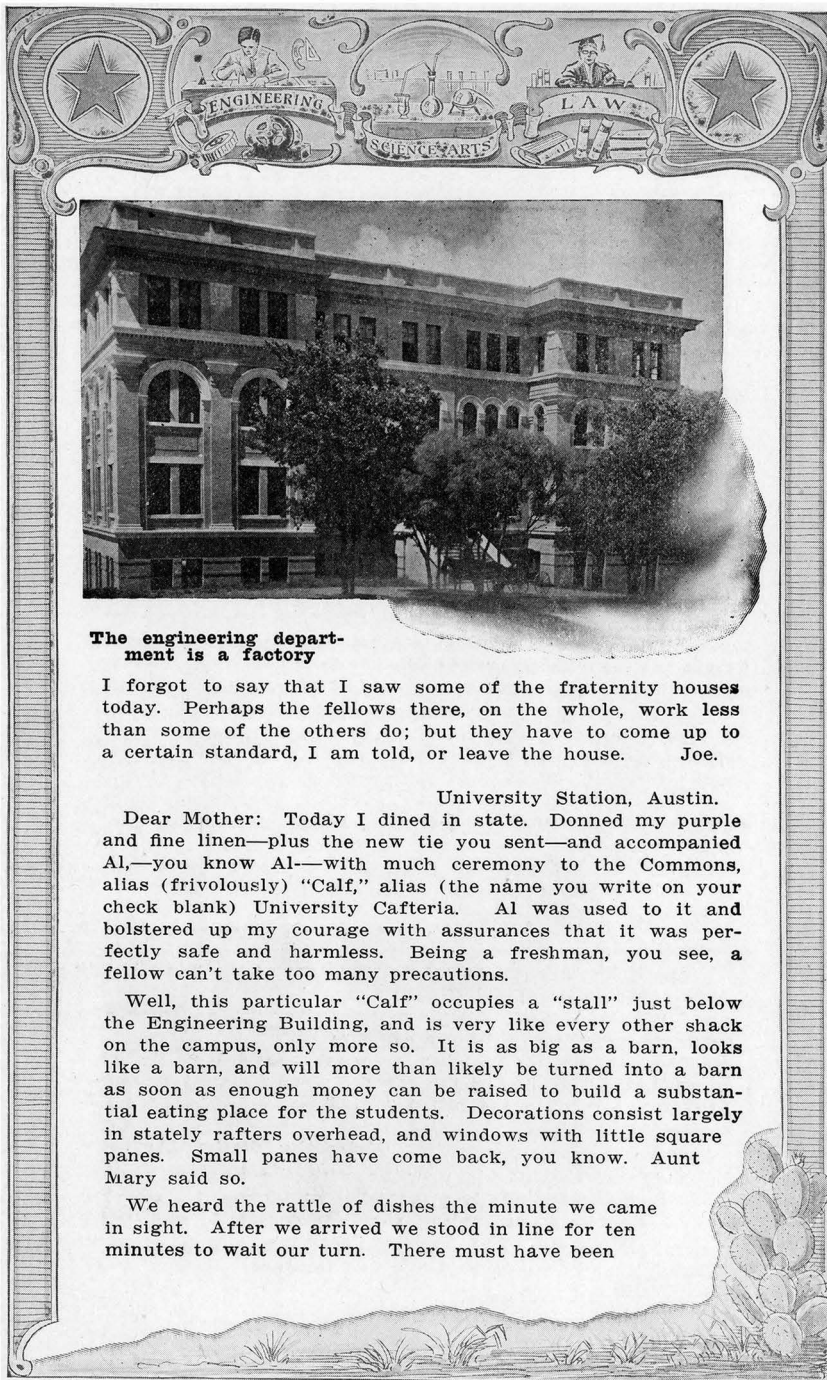 ENGINEERING
SCIENCE-ARTS
LAW
The engineering depart-
ment is a factory
I forgot to say that I saw some of the fraternity houses
today. Perhaps the fellows there, on the whole, work less
than some of the others do; but they have to come up to
a certain standard, I am told, or leave the house. Joe.
University Station, Austin.
Dear Mother: Today I dined in state. Donned my purple
and fine linen—plus the new tie you sent—and accompanied
Al,—you know Al-—with much ceremony to the Commons,
alias (frivolously) "Calf," alias (the name you write on your
check blank) University Cafteria. Al was used to it and
bolstered up my courage with assurances that it was per-
fectly safe and harmless. Being a freshman, you see, a
fellow can't take too many precautions.
Well, this particular "Calf" occupies a "stall" just below
the Engineering Building, and is very like every other shack
on the campus, only more so. It is as big as a barn, looks
like a barn, and will more than likely be turned into a barn
as soon as enough money can be raised to build a substan-
tial eating place for the students. Decorations consist largely
in stately rafters overhead, and windows with little square
panes. Small panes have come back, you know. Aunt
Mary said so.
We heard the rattle of dishes the minute we came
in sight. After we arrived we stood in line for ten
minutes to wait our turn. There must have been